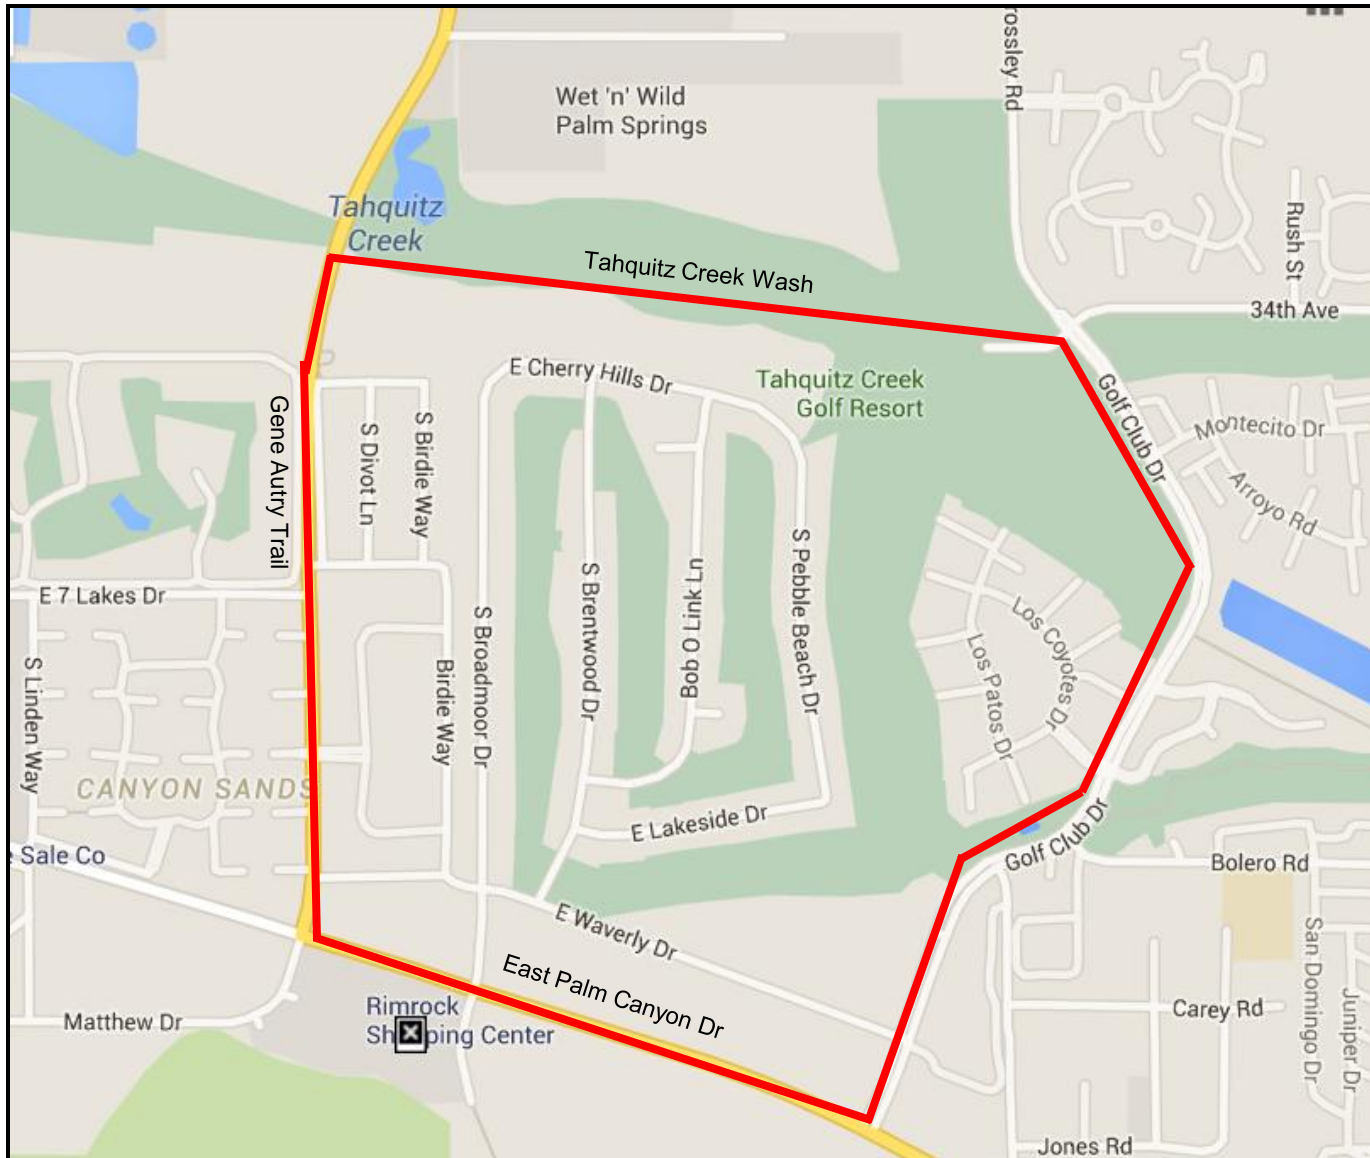 rossley Rd
Wet 'n' Wild
Palm Springs
Tahquitz
Creek
Rush St
Tahquitz Creek Wash
34th Ave
E Cherry Hills Dr
Tahquitz Creek
Golf Resort
Golf Club Dr
Montecito Dr
Arroyo Rd
Gene Autry Trail
S Divot Ln
S Birdie Way
S Pebble Beach Dr
S Brentwood Dr
Bob O Link Ln
E 7 Lakes Dr
S Broadmoor Dr
Los Coyotes Dr
Los Patos Dr
S Linden Way
Birdie Way
CANYON SANDS
E Lakeside Dr
Golf Club Dr
Sale Co
Bolero Rd
E Waverly Dr
San Domingo Dr
East Palm Canyon Dr
Juniper Dr
Rimrock
Sh ping Center
Carey Rd
Matthew Dr
Jones Rd